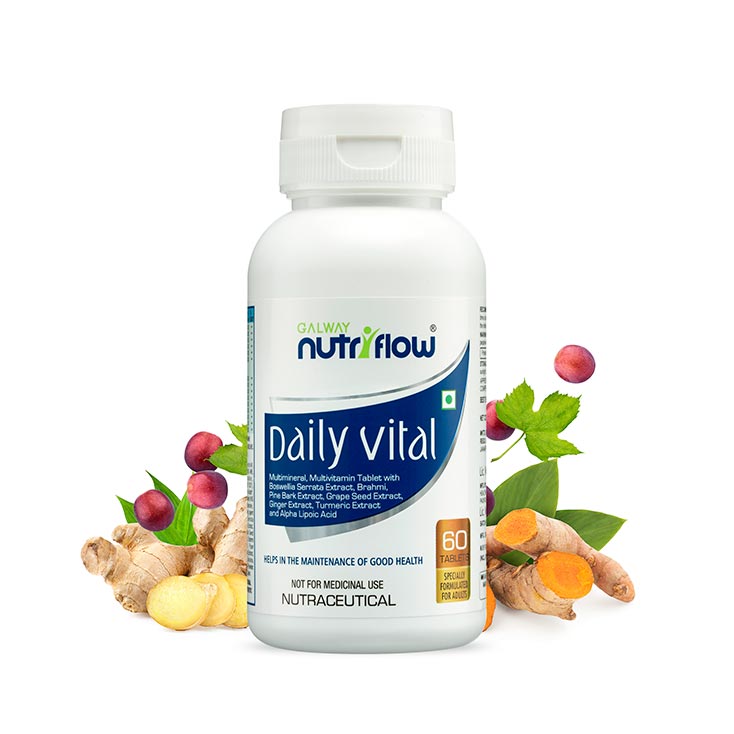 GALWAY
nutriflow®
Daily Vital
Multimineral, Multivitamin Tablet with
Boswellia Serrata Extract, Brahmi,
Pine Bark Extract, Grape Seed Extract,
Ginger Extract, Turmeric Extract
and Alpha Lipoic Acid
60
TABLETS
HELPS IN THE MAINTENANCE OF GOOD HEALTH
SPECIALLY
FORMULATED
FOR ADULTS
NOT FOR MEDICINAL USE
NUTRACEUTICAL